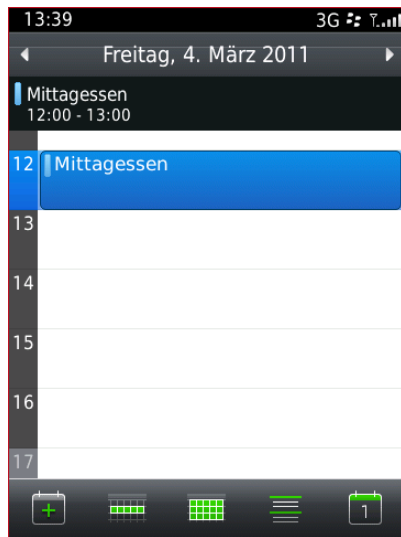 13:39 3G
Freitag, 4. März 2011
Mittagessen
12:00 - 13:00
12 Mittagessen
13
14
15
16
17
1